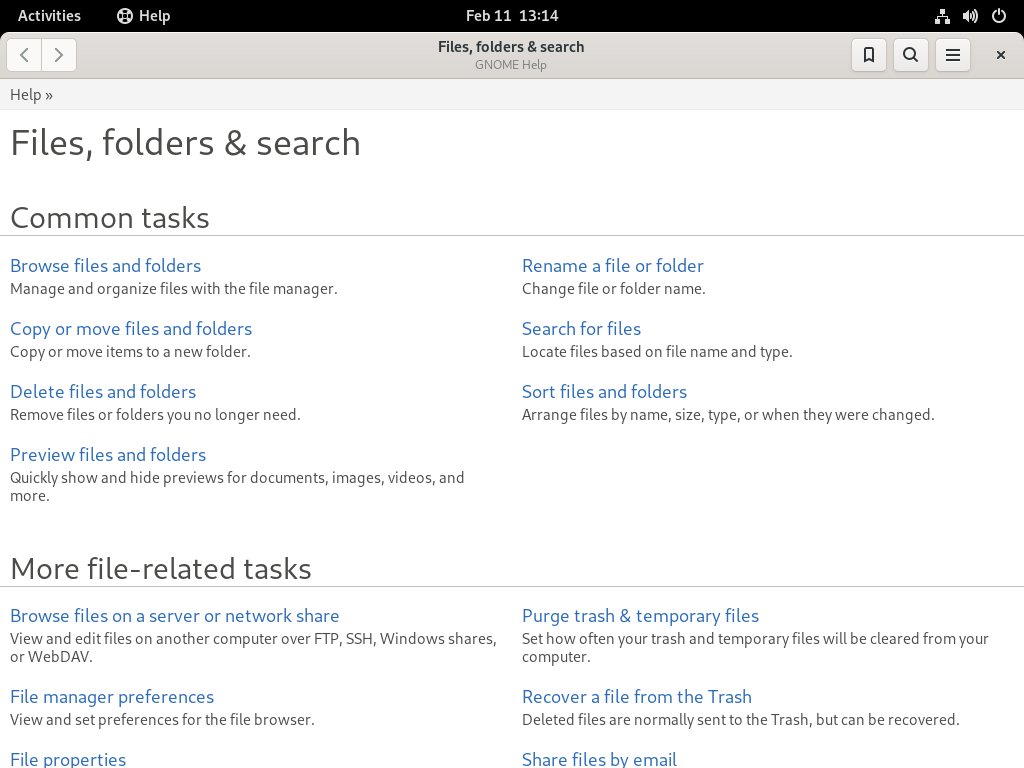 Activities
Help
Feb 11 13:14
Files, folders & search
GNOME Help
Help »
Files, folders & search
Common tasks
Browse files and folders
Manage and organize files with the file manager.
Copy or move files and folders
Copy or move items to a new folder.
Delete files and folders
Remove files or folders you no longer need.
Preview files and folders
Quickly show and hide previews for documents, images, videos, and
more.
Rename a file or folder
Change file or folder name.
Search for files
Locate files based on file name and type.
Sort files and folders
Arrange files by name, size, type, or when they were changed.
More file-related tasks
Browse files on a server or network share
View and edit files on another computer over FTP, SSH, Windows shares,
or WebDAV.
File manager preferences
View and set preferences for the file browser.
File properties
Purge trash & temporary files
Set how often your trash and temporary files will be cleared from your
computer.
Recover a file from the Trash
Deleted files are normally sent to the Trash, but can be recovered.
Share files by email